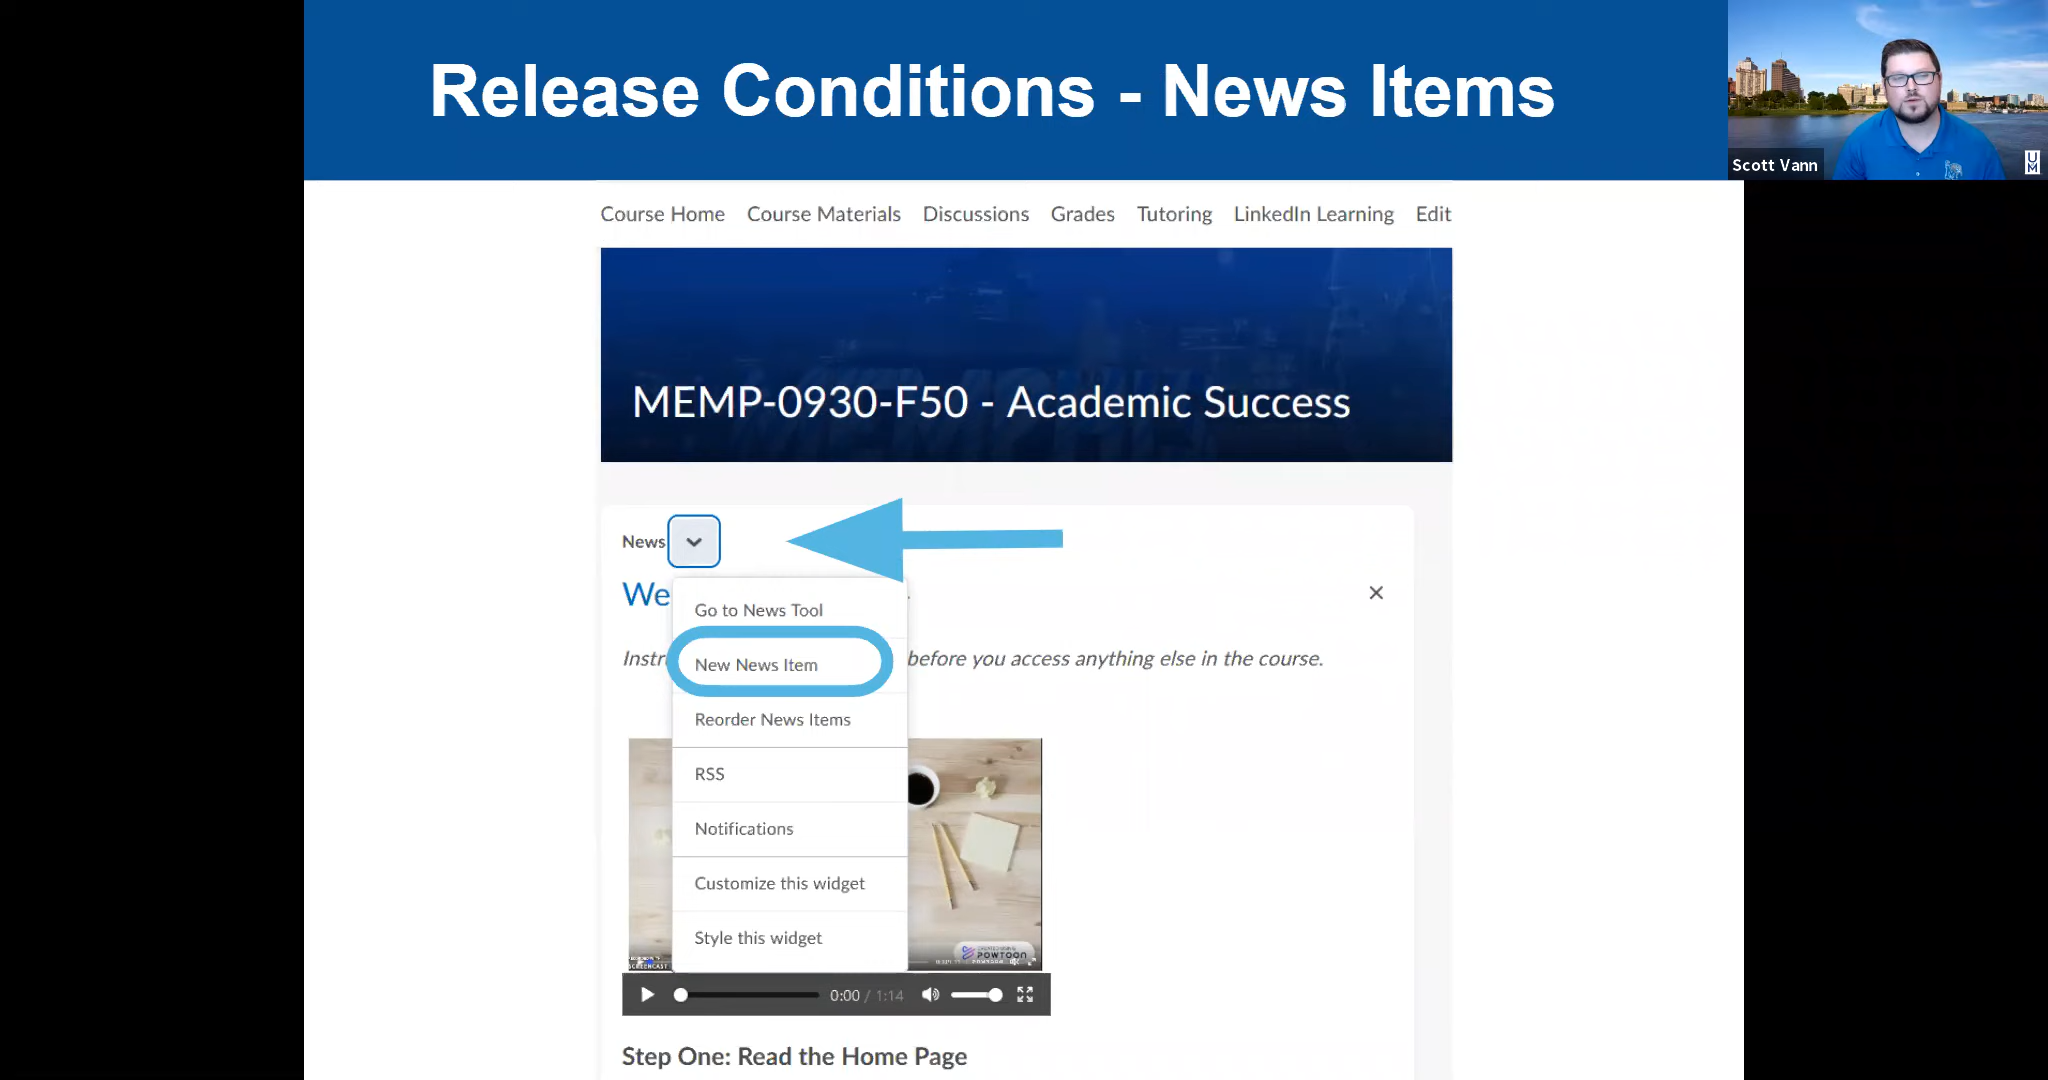 Release Conditions - News Items
Scott Vann
Course Home Course Materials Discussions Grades Tutoring LinkedIn Learning Edit
MEMP-0930-F50 - Academic Success
News
We
Go to News Tool
Instr before you access anything else in the course.
New News Item
Reorder News Items
RSS
Notifications
Customize this widget
Style this widget
POWTOON
SCREENCAST
0:00 / 1:14
Step One: Read the Home Page